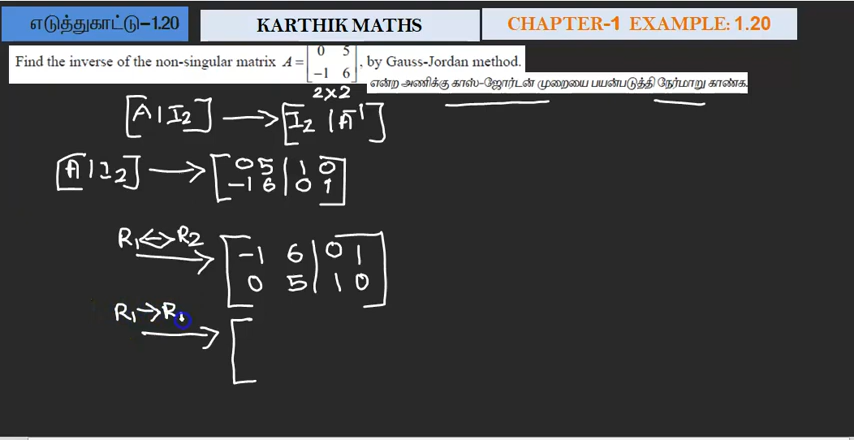 எடுத்துகாட்டு–1.20 KARTHIK MATHS CHAPTER-1 EXAMPLE: 1.20
Find the inverse of the non-singular matrix A = [0 5
−1 6], by Gauss-Jordan method.
என்ற அணிக்கு காஸ்-ஜோர்டன் முறையை பயன்படுத்தி நேர்மாறு காண்க.
2×2
[A | I₂] → [I₂ | A⁻¹]
[A | I₂] → [0 5 | 1 0
−1 6 | 0 1]
R₁ ↔ R₂ → [−1 6 | 0 1
0 5 | 1 0]
R₁ → R₁ → [